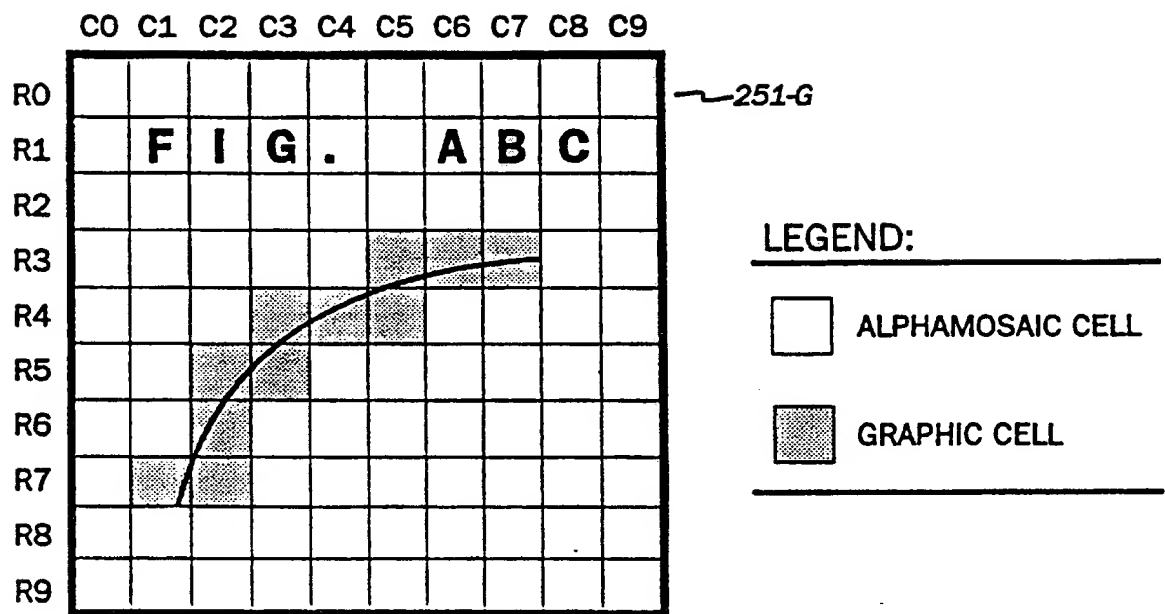 C0 C1 C2 C3 C4 C5 C6 C7 C8 C9
R0
251-G
R1 F I G. A B C
R2
R3
LEGEND:
R4
ALPHAMOSAIC CELL
R5
R6
GRAPHIC CELL
R7
R8
R9